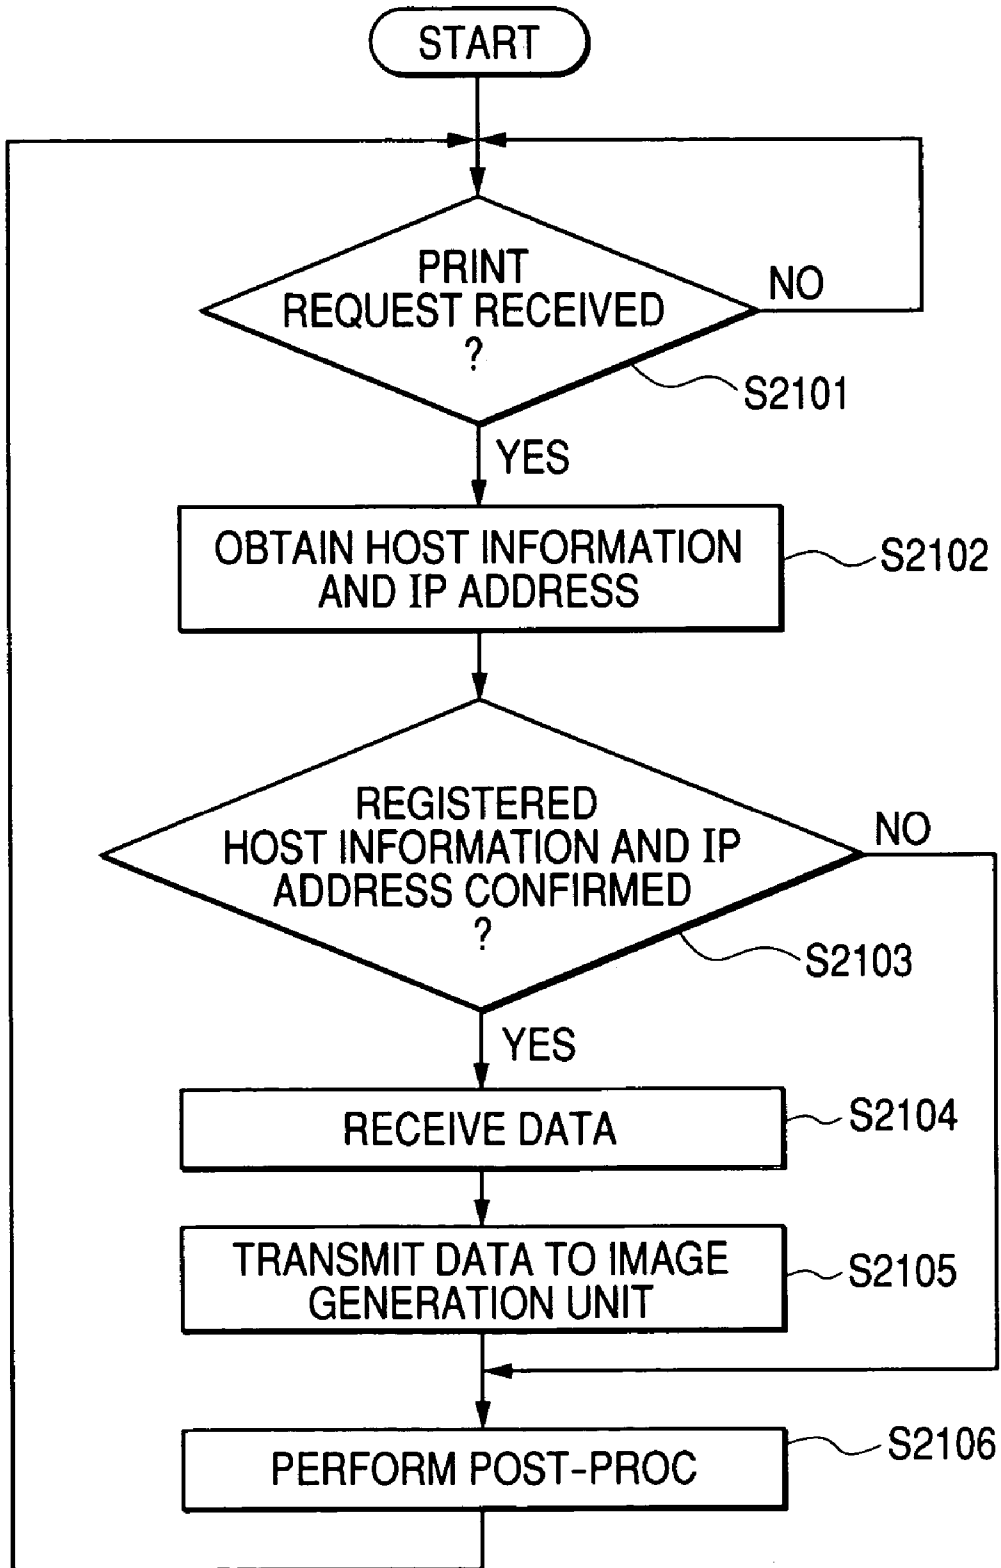 START
PRINT
REQUEST RECEIVED
?
NO
S2101
YES
OBTAIN HOST INFORMATION
AND IP ADDRESS
S2102
REGISTERED
HOST INFORMATION AND IP
ADDRESS CONFIRMED
?
NO
S2103
YES
RECEIVE DATA
S2104
TRANSMIT DATA TO IMAGE
GENERATION UNIT
S2105
PERFORM POST-PROC
S2106